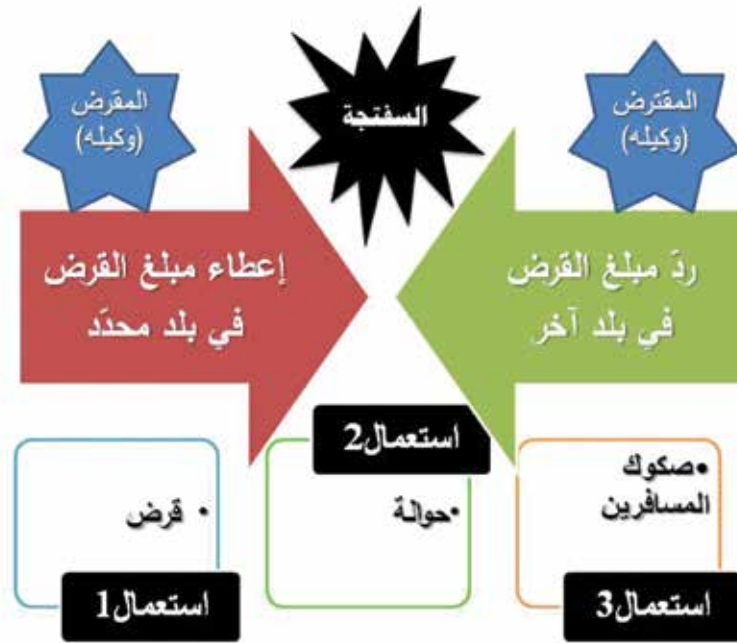 السفتجة
المقترض
(وكيله)
المقرض
(وكيله)
ردّ مبلغ القرض
في بلد آخر
إعطاء مبلغ القرض
في بلد محدّد
•صكوك
المسافرين
استعمال3
استعمال2
•حوالة
• قرض
استعمال1